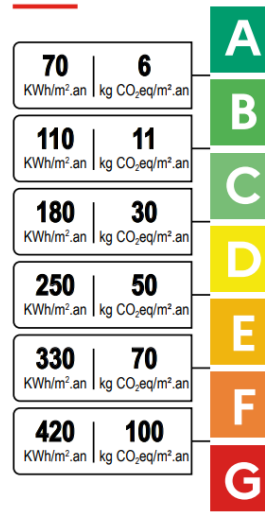 A
70 6
KWh/m².an kg CO₂eq/m².an
B
110 11
KWh/m².an kg CO₂eq/m².an
C
180 30
KWh/m².an kg CO₂eq/m².an
D
250 50
KWh/m².an kg CO₂eq/m².an
E
330 70
KWh/m².an kg CO₂eq/m².an
F
420 100
KWh/m².an kg CO₂eq/m².an
G